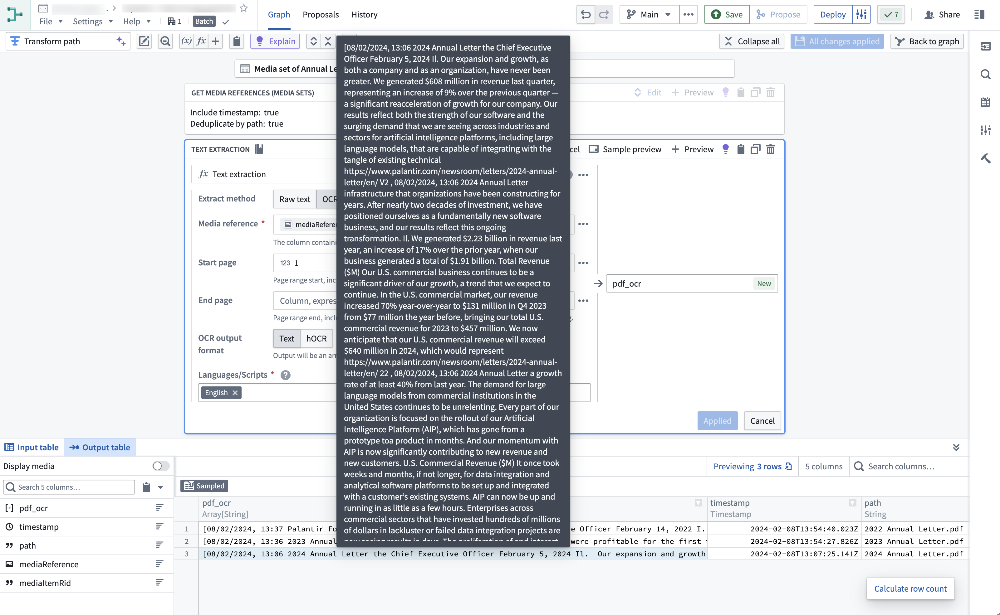 File
Settings
Help
1
Batch
Graph
Proposals
History
Main
Save
Propose
Deploy
7
Share
Transform path
(x)
fx
Explain
Collapse all
All changes applied
Back to graph
Media set of Annual Le
GET MEDIA REFERENCES (MEDIA SETS)
Edit
Preview
Include timestamp: true
Deduplicate by path: true
TEXT EXTRACTION
cel
Sample preview
Preview
fx Text extraction
Extract method
Raw text
OCR
Media reference *
mediaReferen
The column containi
Start page
123 1
Page range start, inc
End page
Column, expres
Page range end, inclu
g.
OCR output
format
Text
hOCR
Output will be an arr
Languages/Scripts *
?
English
pdf_ocr
New
Applied
Cancel
[08/02/2024, 13:06 2024 Annual Letter the Chief Executive
Officer February 5, 2024 Il. Our expansion and growth, as
both a company and as an organization, have never been
greater. We generated $608 million in revenue last quarter,
representing an increase of 9% over the previous quarter —
a significant reacceleration of growth for our company. Our
results reflect both the strength of our software and the
surging demand that we are seeing across industries and
sectors for artificial intelligence platforms, including large
language models, that are capable of integrating with the
tangle of existing technical
https://www.palantir.com/newsroom/letters/2024-annual-
letter/en/ V2 , 08/02/2024, 13:06 2024 Annual Letter
infrastructure that organizations have been constructing for
years. After nearly two decades of investment, we have
positioned ourselves as a fundamentally new software
business, and our results reflect this ongoing
transformation. Il. We generated $2.23 billion in revenue last
year, an increase of 17% over the prior year, when our
business generated a total of $1.91 billion. Total Revenue
($M) Our U.S. commercial business continues to be a
significant driver of our growth, a trend that we expect to
continue. In the U.S. commercial market, our revenue
increased 70% year-over-year to $131 million in Q4 2023
from $77 million the year before, bringing our total U.S.
commercial revenue for 2023 to $457 million. We now
anticipate that our U.S. commercial revenue will exceed
$640 million in 2024, which would represent
https://www.palantir.com/newsroom/letters/2024-annual-
letter/en/ 22 , 08/02/2024, 13:06 2024 Annual Letter a growth
rate of at least 40% from last year. The demand for large
language models from commercial institutions in the
United States continues to be unrelenting. Every part of our
organization is focused on the rollout of our Artificial
Intelligence Platform (AIP), which has gone from a
prototype toa product in months. And our momentum with
AIP is now significantly contributing to new revenue and
new customers. U.S. Commercial Revenue ($M) It once took
weeks and months, if not longer, for data integration and
analytical software platforms to be set up and integrated
with a customer’s existing systems. AIP can now be up and
running in as little as a few hours. Enterprises across
commercial sectors that have invested hundreds of millions
of dollars in lackluster or failed data integration projects are
now seeing results in days. The proliferation of and interest
Input table
Output table
Display media
Previewing 3 rows
5 columns
Search columns…
Search 5 columns…
Sampled
pdf_ocr
timestamp
path
mediaReference
mediaItemRid
pdf_ocr
Array[String]
timestamp
Timestamp
path
String
1 [08/02/2024, 13:37 Palantir Fo e Officer February 14, 2022 I. 2024-02-08T13:54:40.023Z 2022 Annual Letter.pdf
2 [08/02/2024, 13:36 2023 Annual were profitable for the first 2024-02-08T13:54:27.826Z 2023 Annual Letter.pdf
3 [08/02/2024, 13:06 2024 Annual Letter the Chief Executive Officer February 5, 2024 Il. Our expansion and growth 2024-02-08T13:07:25.141Z 2024 Annual Letter.pdf
Calculate row count